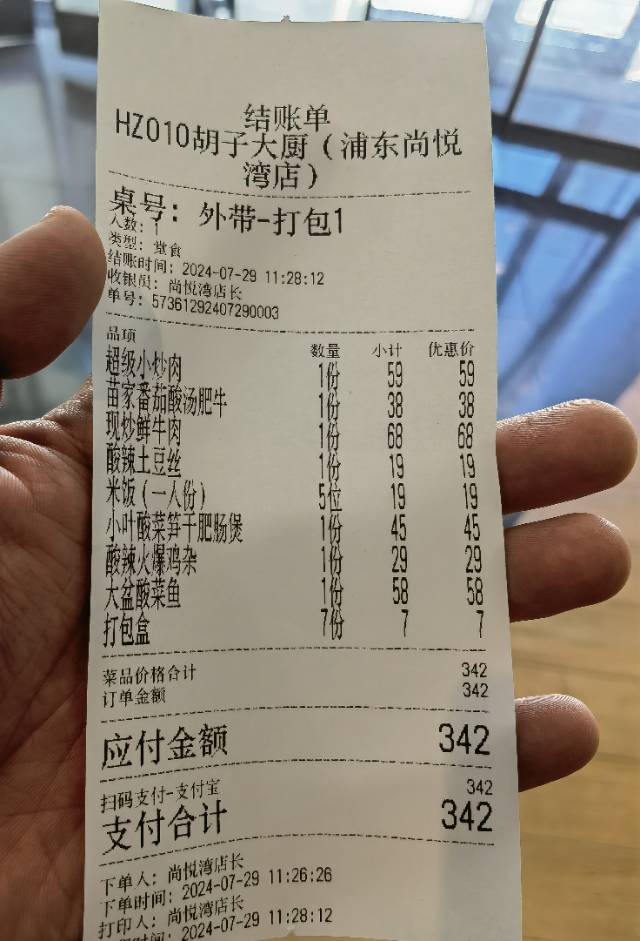 结账单
HZ010胡子大厨（浦东尚悦
湾店）
桌号: 外带-打包1
人数: 1
类型: 堂食
结账时间: 2024-07-29 11:28:12
收银员: 尚悦湾店长
单号: 57361292407290003
品项 数量 小计 优惠价
超级小炒肉 1份 59 59
苗家番茄酸汤肥牛 1份 38 38
现炒鲜牛肉 1份 68 68
酸辣土豆丝 1份 19 19
米饭（一人份） 5位 19 19
小叶酸菜笋干肥肠煲 1份 45 45
酸辣火爆鸡杂 1份 29 29
大盆酸菜鱼 1份 58 58
打包盒 7份 7 7
菜品价格合计 342
订单金额 342
应付金额 342
扫码支付-支付宝 342
支付合计 342
下单人: 尚悦湾店长
下单时间: 2024-07-29 11:26:26
打印人: 尚悦湾店长
2024-07-29 11:28:12